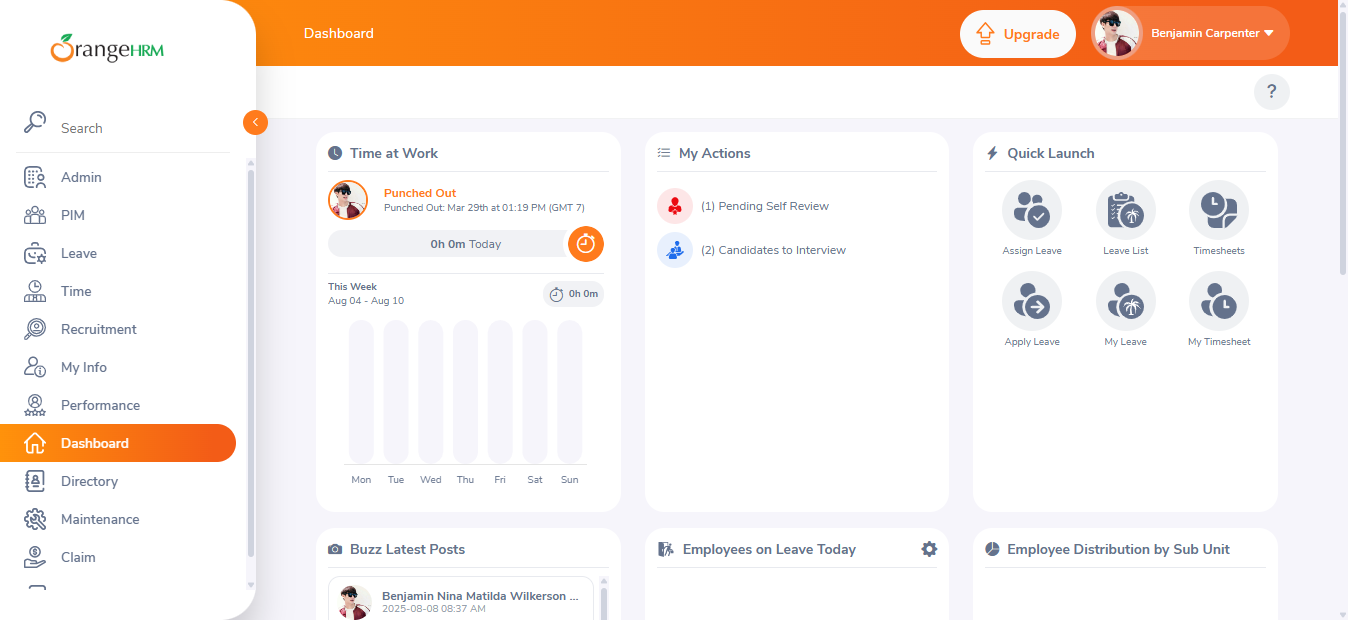 OrangeHRM
Dashboard
Upgrade
Benjamin Carpenter
?
Search
Admin
PIM
Leave
Time
Recruitment
My Info
Performance
Dashboard
Directory
Maintenance
Claim
Time at Work
Punched Out
Punched Out: Mar 29th at 01:19 PM (GMT 7)
0h 0m Today
This Week
Aug 04 - Aug 10
0h 0m
Mon Tue Wed Thu Fri Sat Sun
My Actions
(1) Pending Self Review
(2) Candidates to Interview
Quick Launch
Assign Leave
Leave List
Timesheets
Apply Leave
My Leave
My Timesheet
Buzz Latest Posts
Benjamin Nina Matilda Wilkerson ...
2025-08-08 08:37 AM
Employees on Leave Today
Employee Distribution by Sub Unit